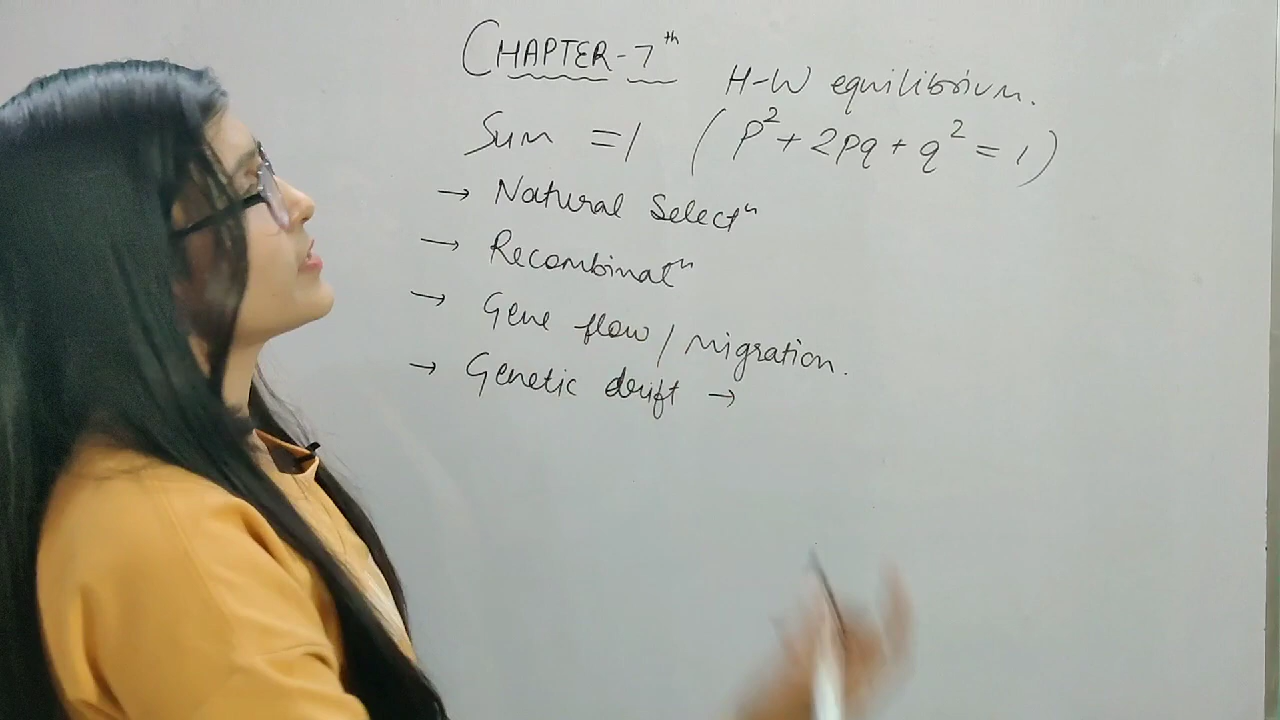 CHAPTER-7th
H-W equilibrium.
Sum =1 (p²+2pq+q²=1)
→ Natural Selectⁿ
→ Recombinatⁿ
→ Gene flow/migration.
→ Genetic drift →